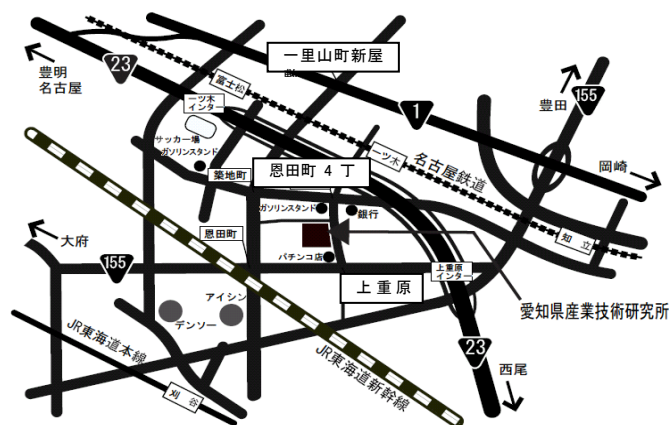 一里山町新屋
23
豊明
名古屋
富士松
155
豊田
一ツ木
インター
1
サッカー場
ガソリンスタンド
一ツ木
名古屋鉄道
岡崎
築地町
恩田町 4 丁
ガソリンスタンド
銀行
大府
恩田町
知立
パチンコ店
上重原
インター
155
上重原
アイシン
デンソー
愛知県産業技術研究所
JR東海道本線
JR東海道新幹線
23
西尾
刈谷